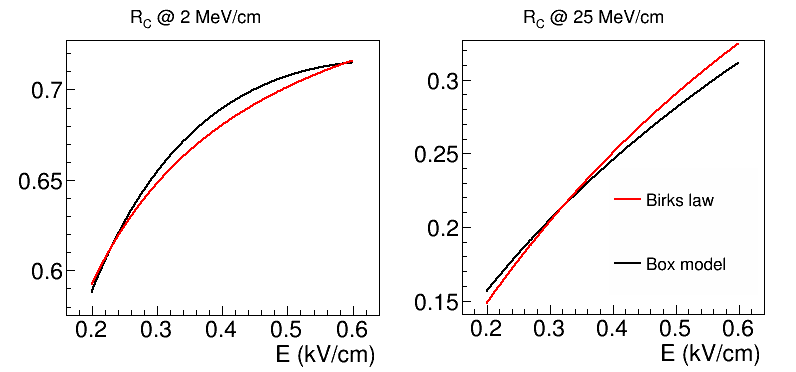 R_C @ 2 MeV/cm
0.7
0.65
0.6
0.2 0.3 0.4 0.5 0.6
E (kV/cm)
R_C @ 25 MeV/cm
0.3
0.25
0.2
0.15
Birks law
Box model
0.2 0.3 0.4 0.5 0.6
E (kV/cm)